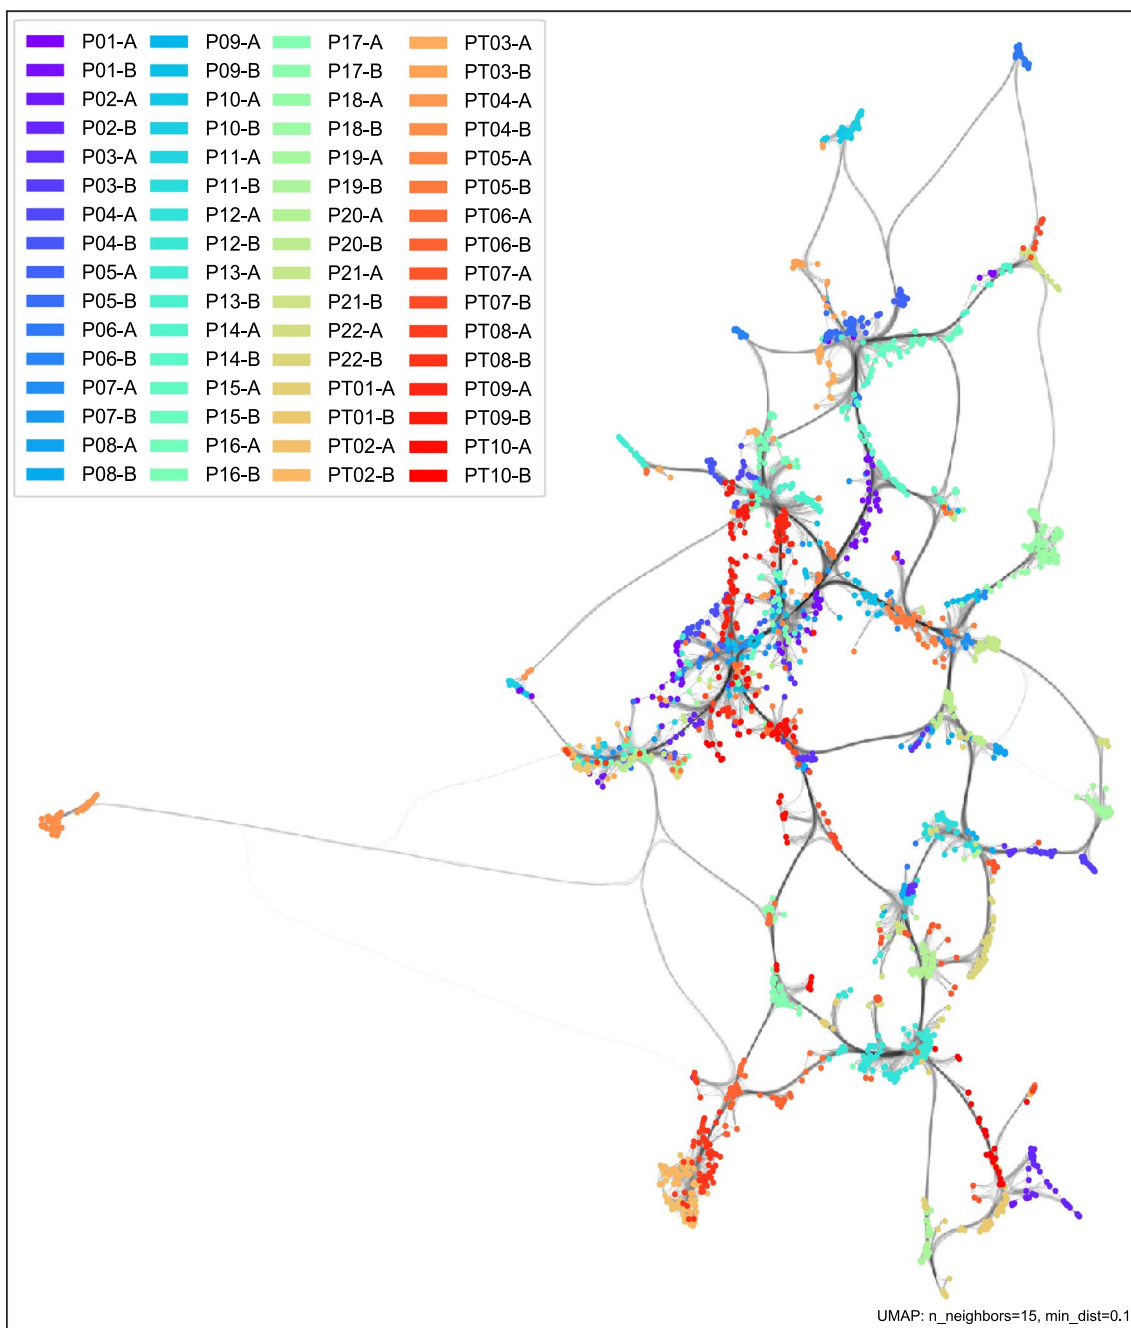 P01-A P09-A P17-A PT03-A
P01-B P09-B P17-B PT03-B
P02-A P10-A P18-A PT04-A
P02-B P10-B P18-B PT04-B
P03-A P11-A P19-A PT05-A
P03-B P11-B P19-B PT05-B
P04-A P12-A P20-A PT06-A
P04-B P12-B P20-B PT06-B
P05-A P13-A P21-A PT07-A
P05-B P13-B P21-B PT07-B
P06-A P14-A P22-A PT08-A
P06-B P14-B P22-B PT08-B
P07-A P15-A PT01-A PT09-A
P07-B P15-B PT01-B PT09-B
P08-A P16-A PT02-A PT10-A
P08-B P16-B PT02-B PT10-B
UMAP: n_neighbors=15, min_dist=0.1